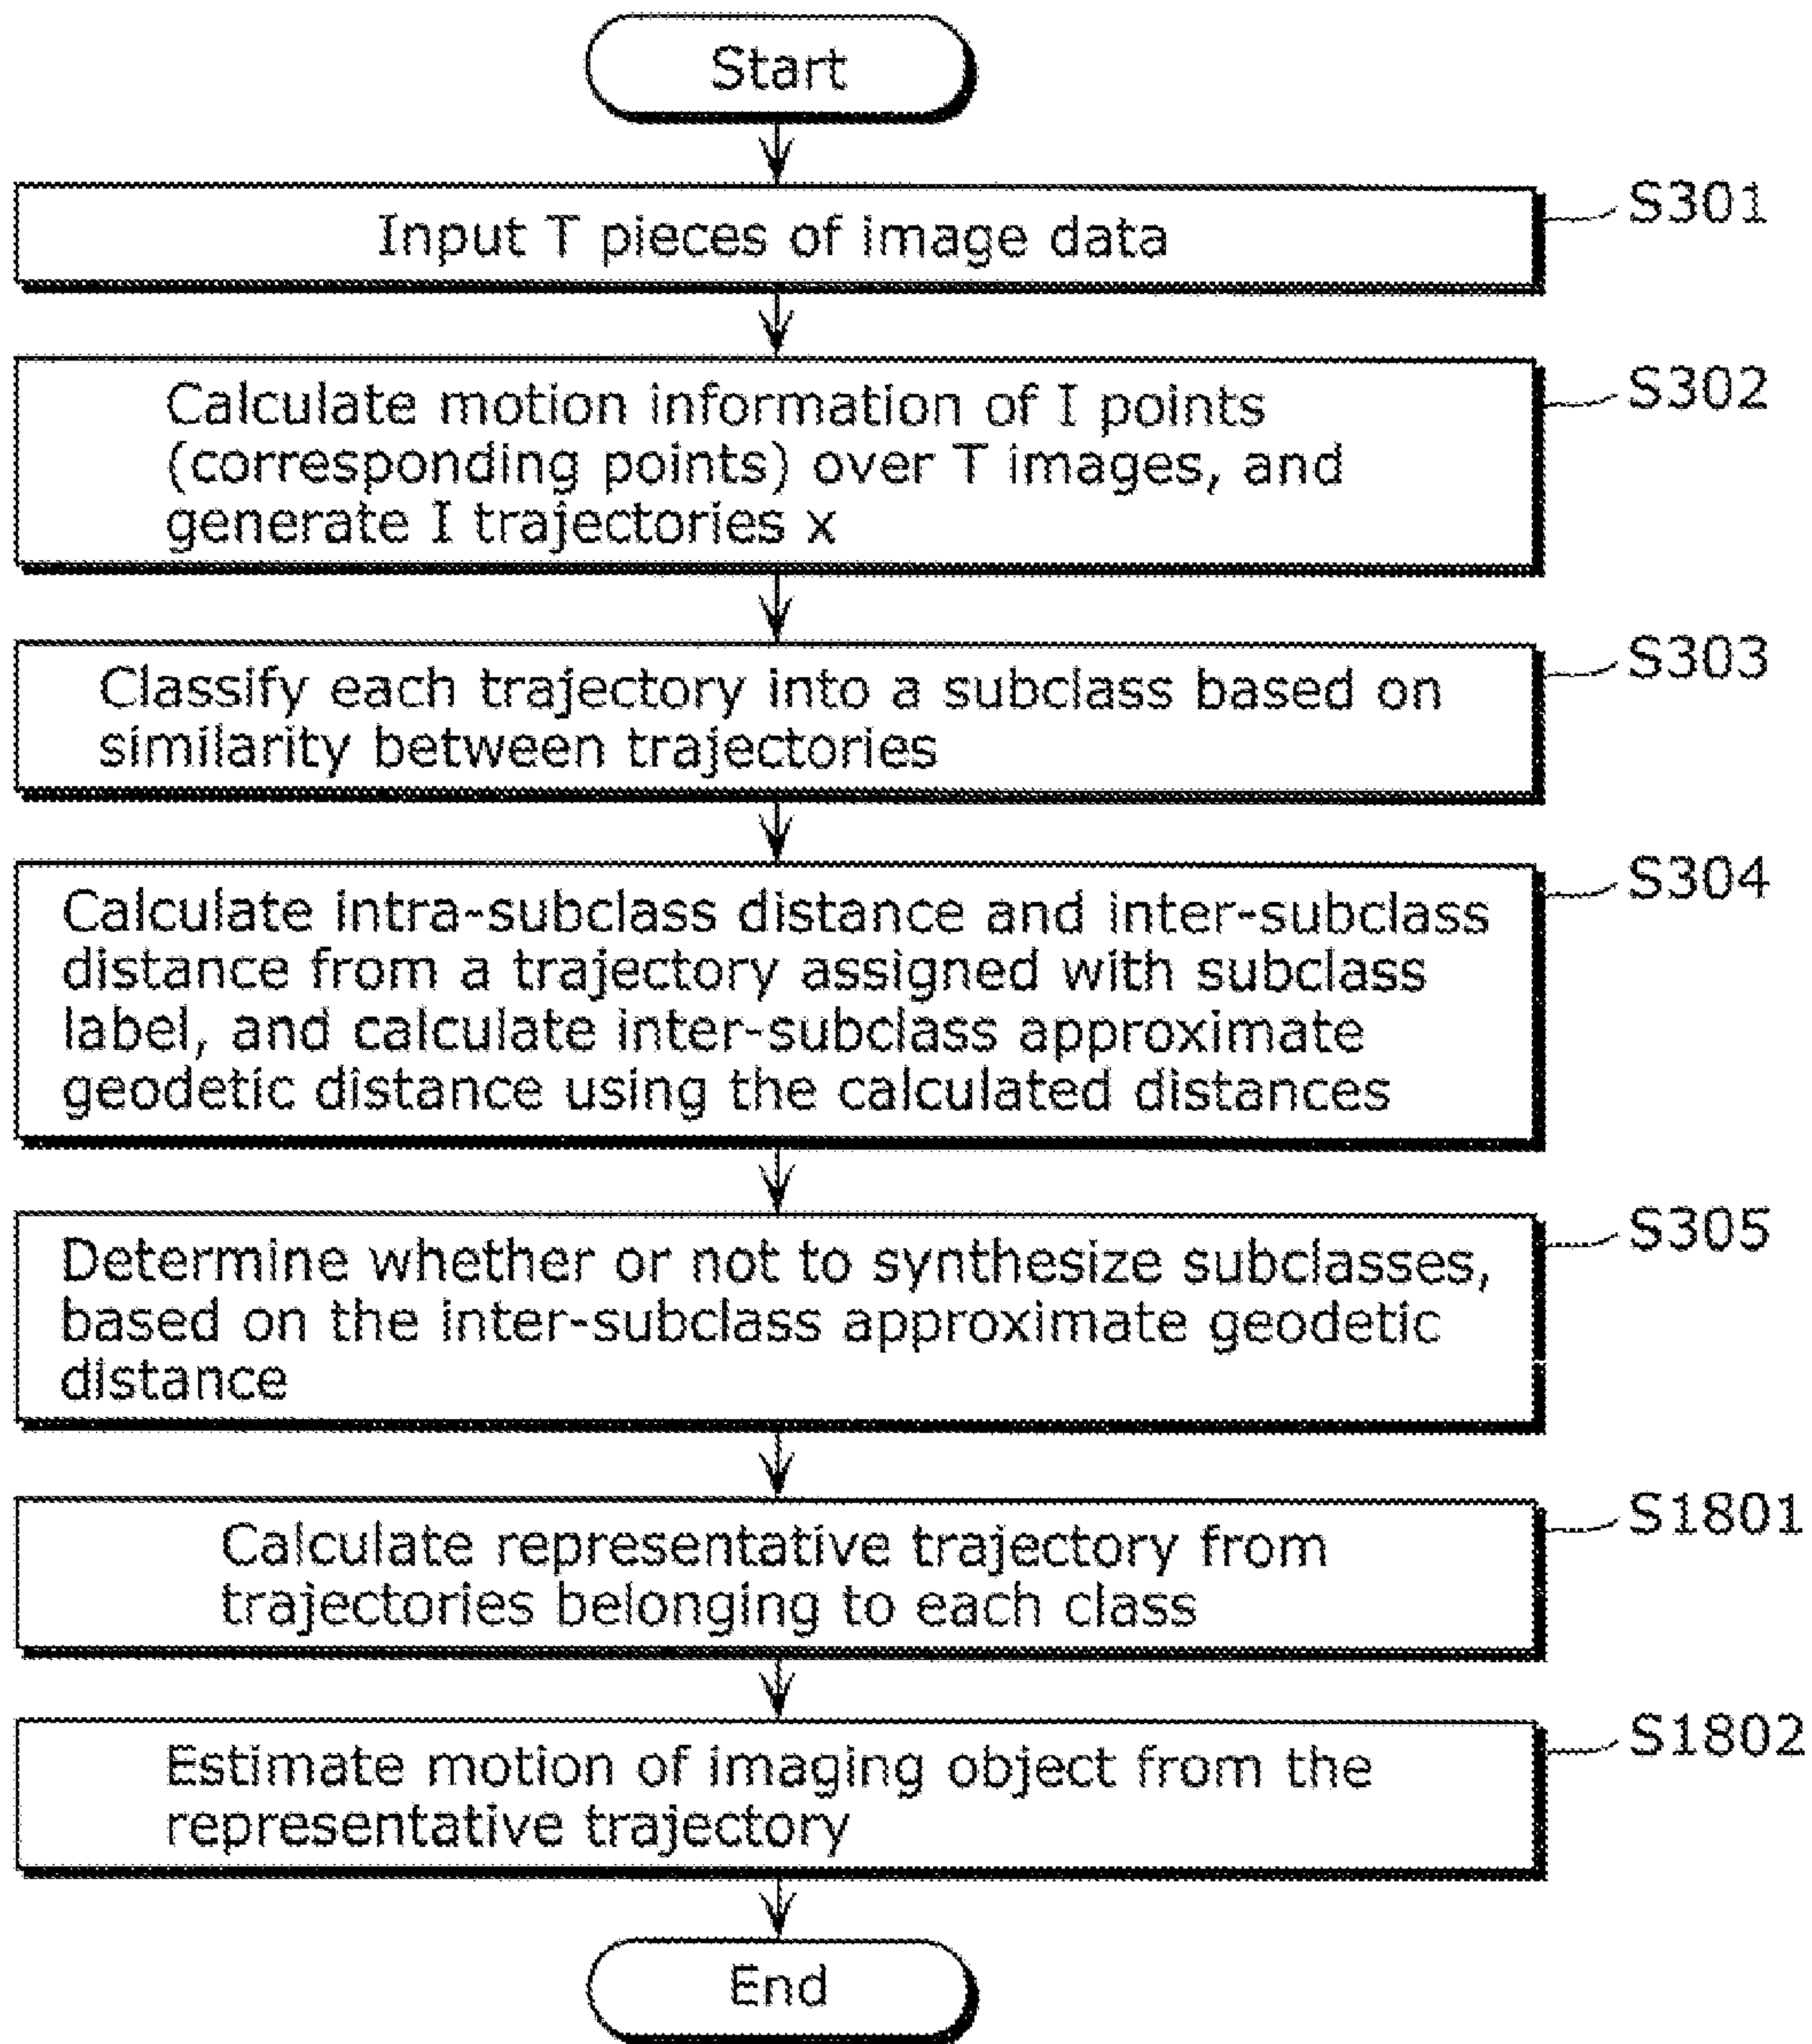 Start
Input T pieces of image data
S301
Calculate motion information of I points
(corresponding points) over T images, and
generate I trajectories x
S302
Classify each trajectory into a subclass based on
similarity between trajectories
S303
Calculate intra-subclass distance and inter-subclass
distance from a trajectory assigned with subclass
label, and calculate inter-subclass approximate
geodetic distance using the calculated distances
S304
Determine whether or not to synthesize subclasses,
based on the inter-subclass approximate geodetic
distance
S305
Calculate representative trajectory from
trajectories belonging to each class
S1801
Estimate motion of imaging object from the
representative trajectory
S1802
End